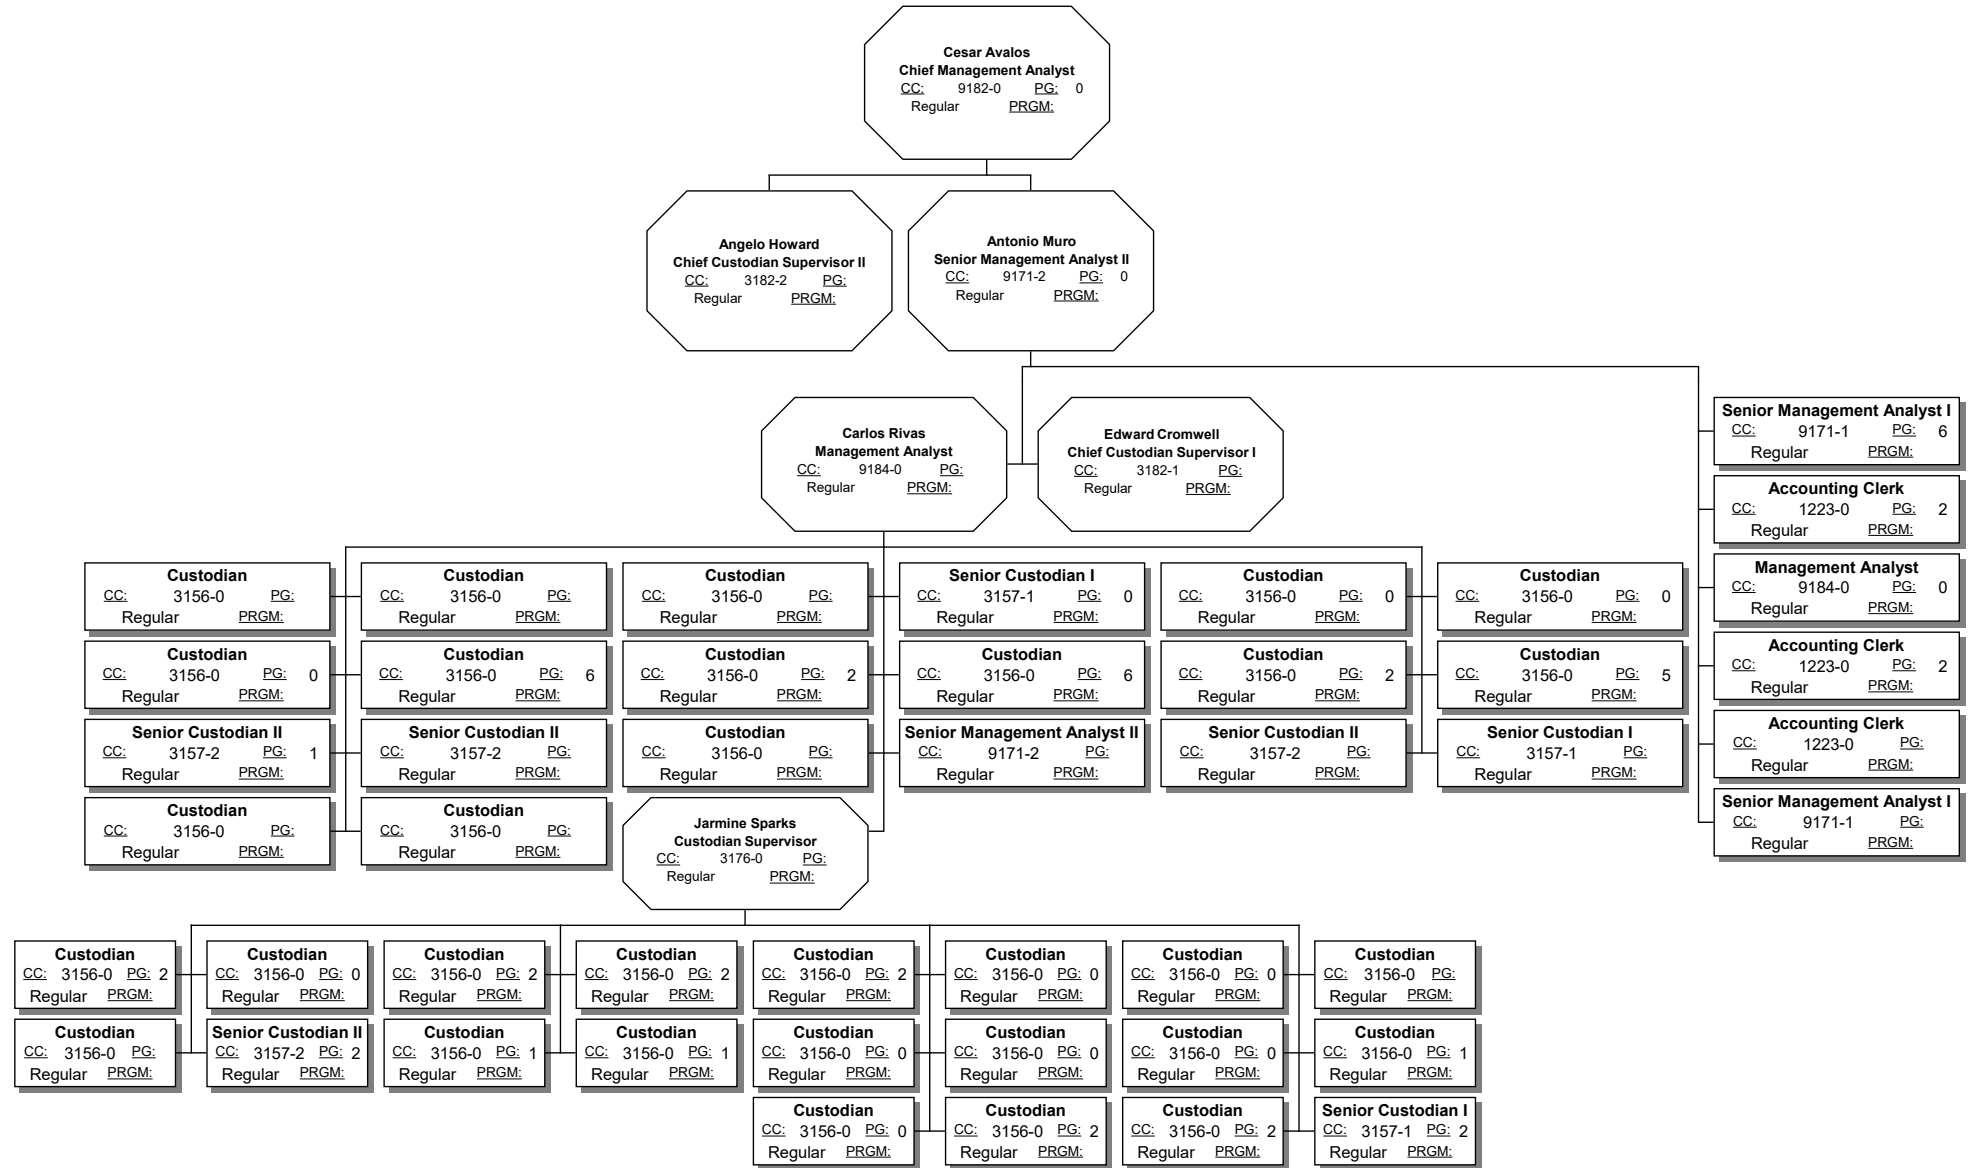 Cesar Avalos
Chief Management Analyst
CC: 9182-0 PG: 0
Regular PRGM:
Angelo Howard
Chief Custodian Supervisor II
CC: 3182-2 PG:
Regular PRGM:
Antonio Muro
Senior Management Analyst II
CC: 9171-2 PG: 0
Regular PRGM:
Carlos Rivas
Management Analyst
CC: 9184-0 PG:
Regular PRGM:
Edward Cromwell
Chief Custodian Supervisor I
CC: 3182-1 PG:
Regular PRGM:
Senior Management Analyst I
CC: 9171-1 PG: 6
Regular PRGM:
Accounting Clerk
CC: 1223-0 PG: 2
Regular PRGM:
Management Analyst
CC: 9184-0 PG: 0
Regular PRGM:
Accounting Clerk
CC: 1223-0 PG: 2
Regular PRGM:
Accounting Clerk
CC: 1223-0 PG:
Regular PRGM:
Senior Management Analyst I
CC: 9171-1 PG:
Regular PRGM:
Custodian
CC: 3156-0 PG:
Regular PRGM:
Custodian
CC: 3156-0 PG:
Regular PRGM:
Custodian
CC: 3156-0 PG:
Regular PRGM:
Senior Custodian I
CC: 3157-1 PG: 0
Regular PRGM:
Custodian
CC: 3156-0 PG: 0
Regular PRGM:
Custodian
CC: 3156-0 PG: 0
Regular PRGM:
Custodian
CC: 3156-0 PG: 0
Regular PRGM:
Custodian
CC: 3156-0 PG: 6
Regular PRGM:
Custodian
CC: 3156-0 PG: 2
Regular PRGM:
Custodian
CC: 3156-0 PG: 6
Regular PRGM:
Custodian
CC: 3156-0 PG: 2
Regular PRGM:
Custodian
CC: 3156-0 PG: 5
Regular PRGM:
Senior Custodian II
CC: 3157-2 PG: 1
Regular PRGM:
Senior Custodian II
CC: 3157-2 PG:
Regular PRGM:
Custodian
CC: 3156-0 PG:
Regular PRGM:
Senior Management Analyst II
CC: 9171-2 PG:
Regular PRGM:
Senior Custodian II
CC: 3157-2 PG:
Regular PRGM:
Senior Custodian I
CC: 3157-1 PG:
Regular PRGM:
Custodian
CC: 3156-0 PG:
Regular PRGM:
Custodian
CC: 3156-0 PG:
Regular PRGM:
Jarmine Sparks
Custodian Supervisor
CC: 3176-0 PG:
Regular PRGM:
Custodian
CC: 3156-0 PG: 2
Regular PRGM:
Custodian
CC: 3156-0 PG: 0
Regular PRGM:
Custodian
CC: 3156-0 PG: 2
Regular PRGM:
Custodian
CC: 3156-0 PG: 2
Regular PRGM:
Custodian
CC: 3156-0 PG: 2
Regular PRGM:
Custodian
CC: 3156-0 PG: 0
Regular PRGM:
Custodian
CC: 3156-0 PG: 0
Regular PRGM:
Custodian
CC: 3156-0 PG:
Regular PRGM:
Custodian
CC: 3156-0 PG:
Regular PRGM:
Senior Custodian II
CC: 3157-2 PG: 2
Regular PRGM:
Custodian
CC: 3156-0 PG: 1
Regular PRGM:
Custodian
CC: 3156-0 PG: 1
Regular PRGM:
Custodian
CC: 3156-0 PG: 0
Regular PRGM:
Custodian
CC: 3156-0 PG: 0
Regular PRGM:
Custodian
CC: 3156-0 PG: 0
Regular PRGM:
Custodian
CC: 3156-0 PG: 1
Regular PRGM:
Custodian
CC: 3156-0 PG: 0
Regular PRGM:
Custodian
CC: 3156-0 PG: 2
Regular PRGM:
Custodian
CC: 3156-0 PG: 2
Regular PRGM:
Senior Custodian I
CC: 3157-1 PG: 2
Regular PRGM: